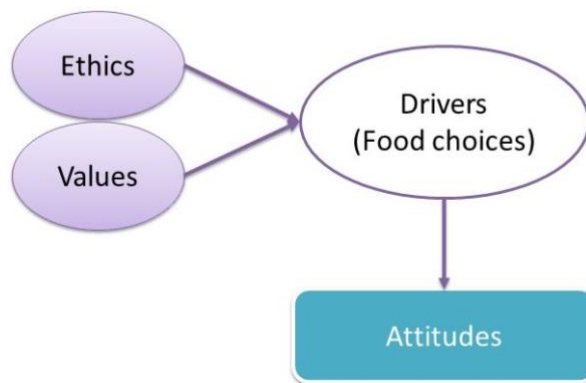 Ethics
Values
Drivers
(Food choices)
Attitudes